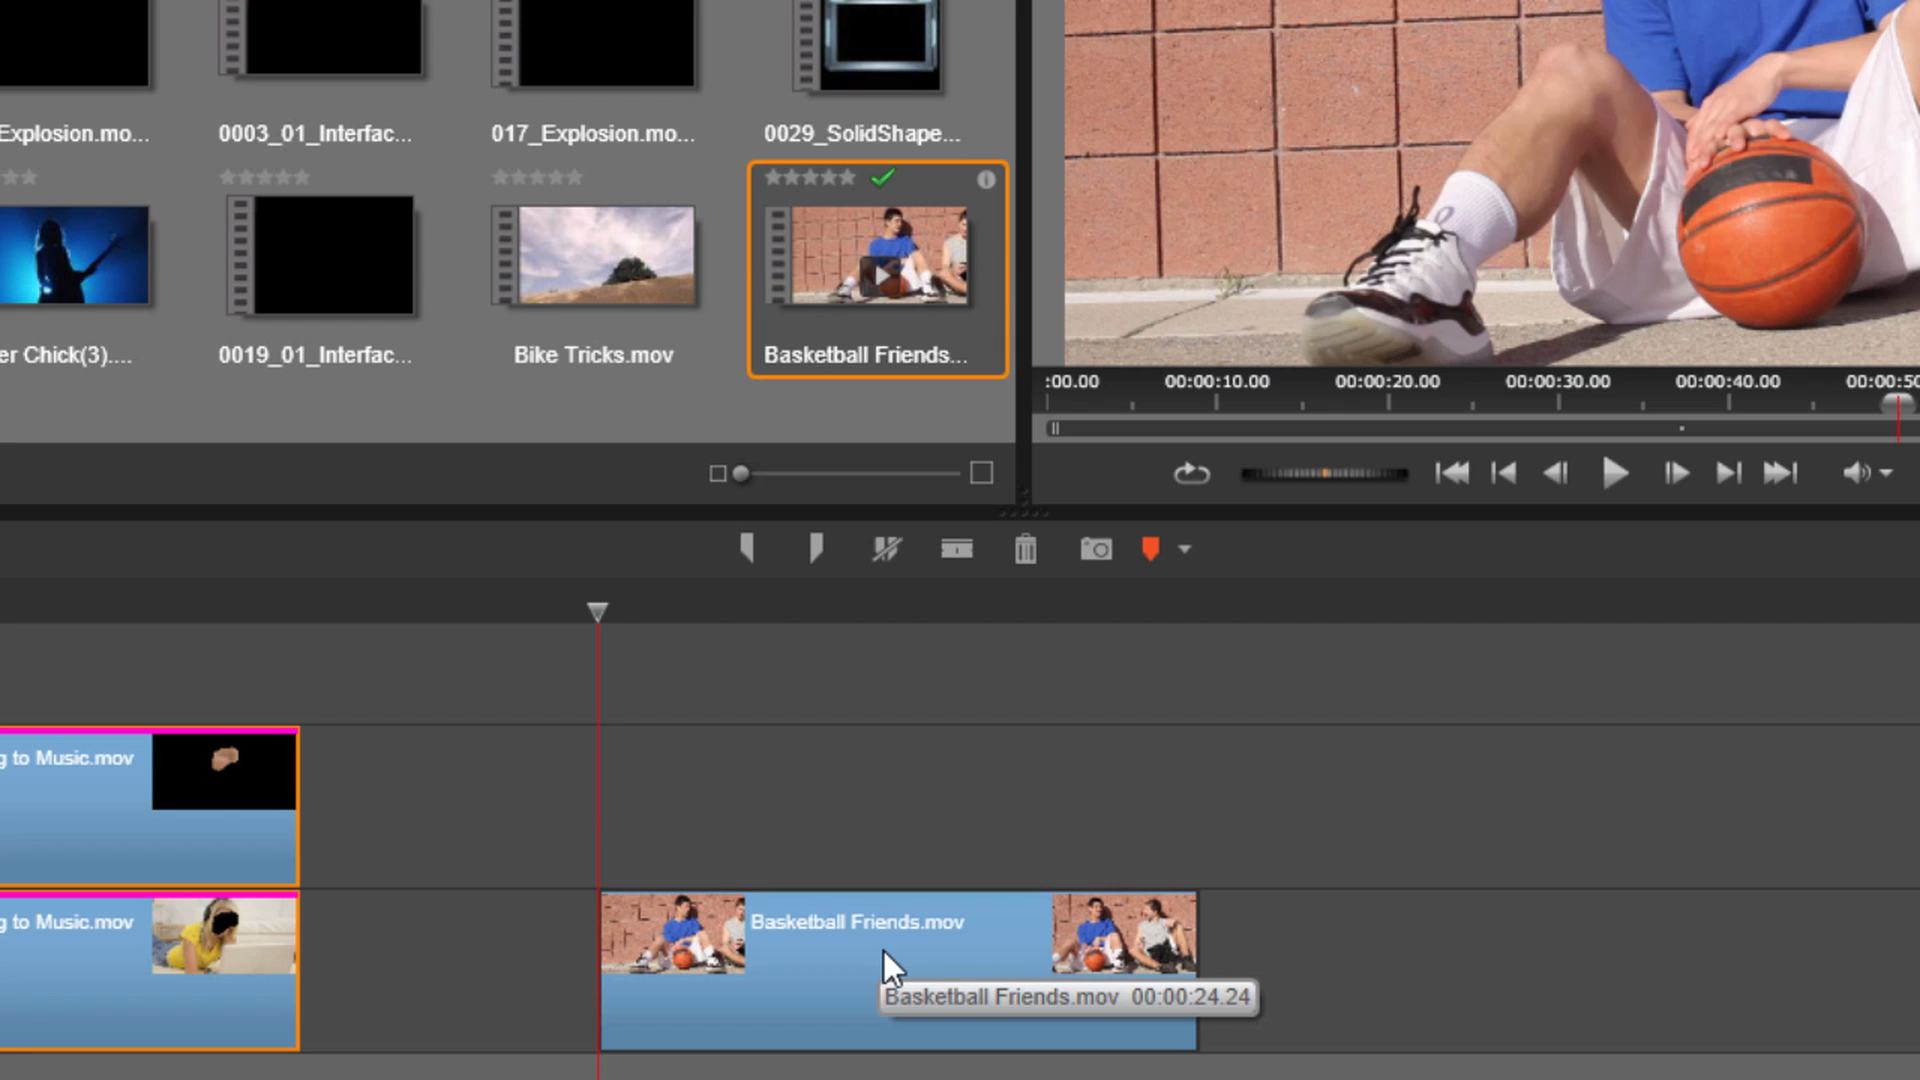 Explosion.mo...
0003_01_Interfac...
017_Explosion.mo...
0029_SolidShape...
er Chick(3)....
0019_01_Interfac...
Bike Tricks.mov
Basketball Friends...
:00.00
00:00:10.00
00:00:20.00
00:00:30.00
00:00:40.00
00:00:50
g to Music.mov
g to Music.mov
Basketball Friends.mov
Basketball Friends.mov 00:00:24.24